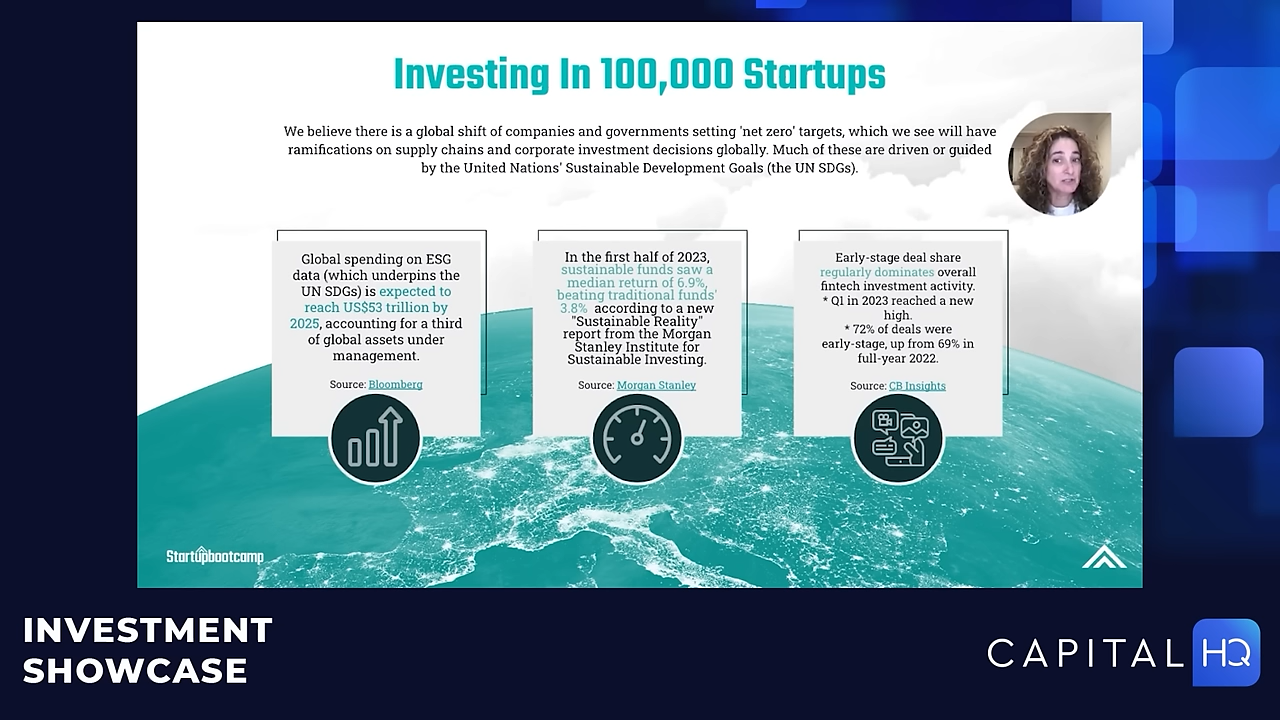 Investing In 100,000 Startups
We believe there is a global shift of companies and governments setting 'net zero' targets, which we see will have
ramifications on supply chains and corporate investment decisions globally. Much of these are driven or guided
by the United Nations' Sustainable Development Goals (the UN SDGs).
Global spending on ESG
data (which underpins the
UN SDGs) is expected to
reach US$53 trillion by
2025, accounting for a third
of global assets under
management.
Source: Bloomberg
In the first half of 2023,
sustainable funds saw a
median return of 6.9%,
beating traditional funds'
3.8% according to a new
"Sustainable Reality"
report from the Morgan
Stanley Institute for
Sustainable Investing.
Source: Morgan Stanley
Early-stage deal share
regularly dominates overall
fintech investment activity.
* Q1 in 2023 reached a new
high.
* 72% of deals were
early-stage, up from 69% in
full-year 2022.
Source: CB Insights
Startupbootcamp
INVESTMENT
SHOWCASE
CAPITAL HQ